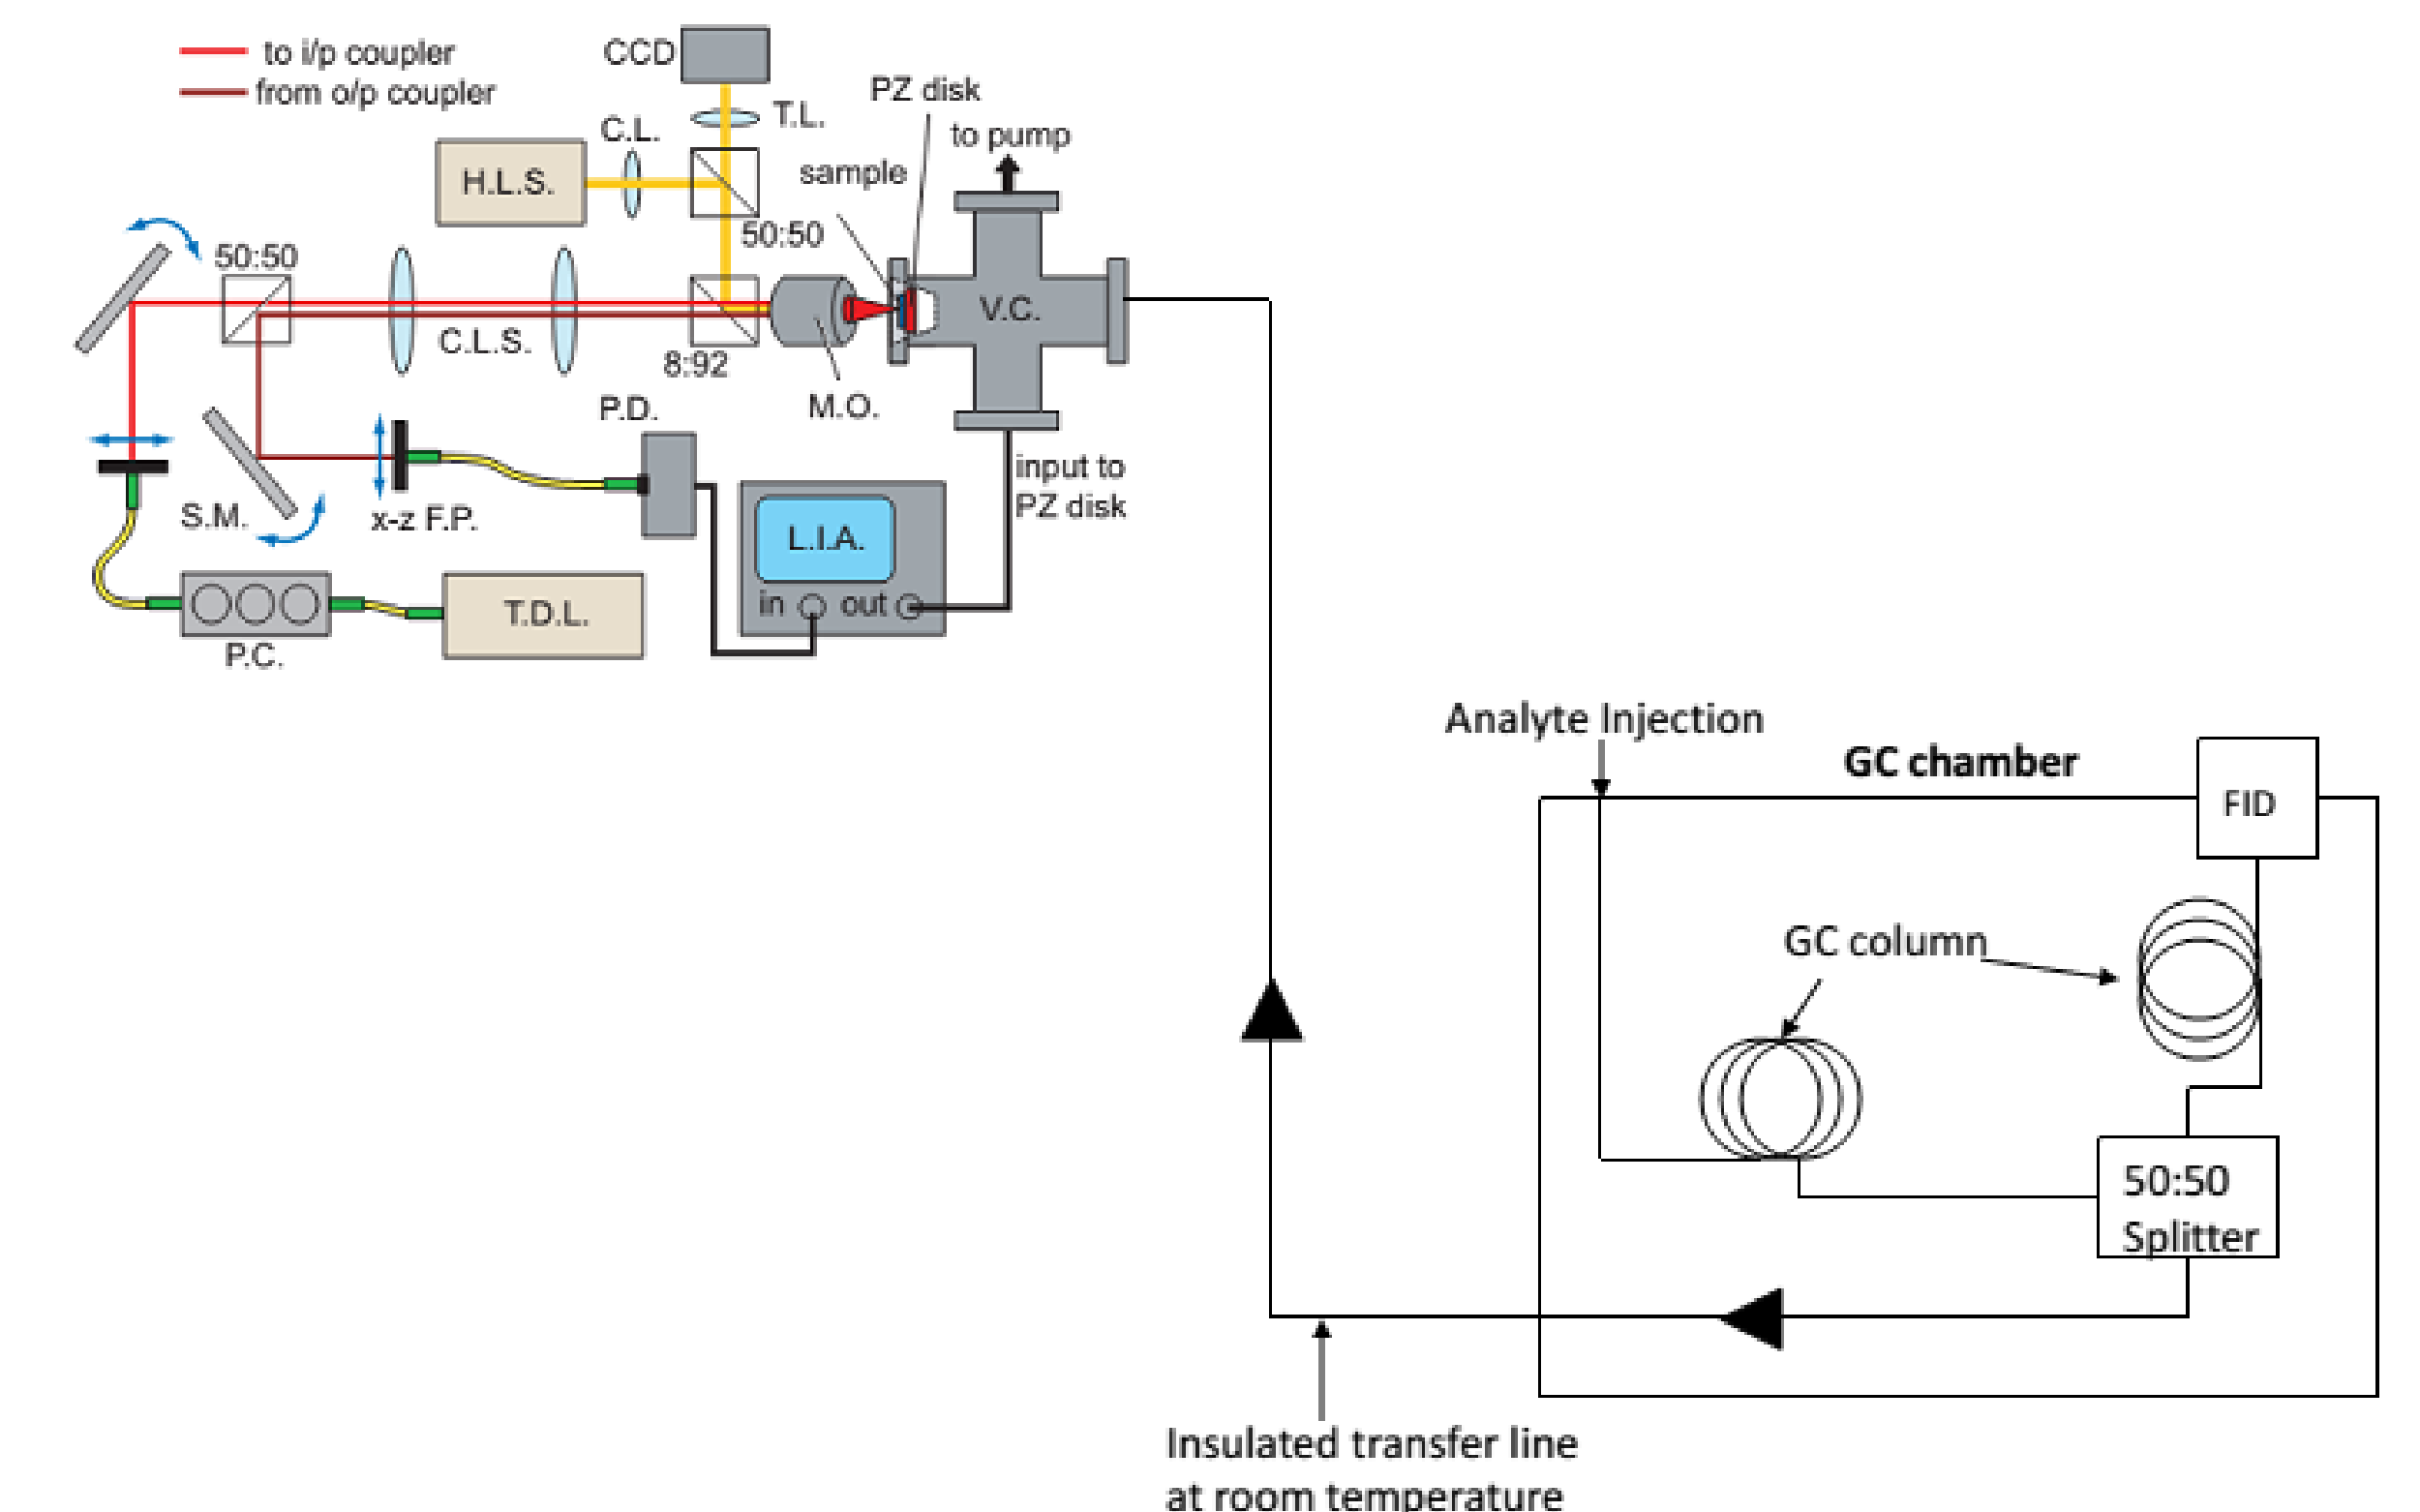 to i/p coupler
from o/p coupler
CCD
T.L.
PZ disk
to pump
C.L.
H.L.S.
sample
50:50
50:50
C.L.S.
8:92
M.O.
V.C.
P.D.
S.M.
x-z F.P.
input to
PZ disk
L.I.A.
in
out
P.C.
T.D.L.
Analyte Injection
GC chamber
FID
GC column
50:50
Splitter
Insulated transfer line
at room temperature